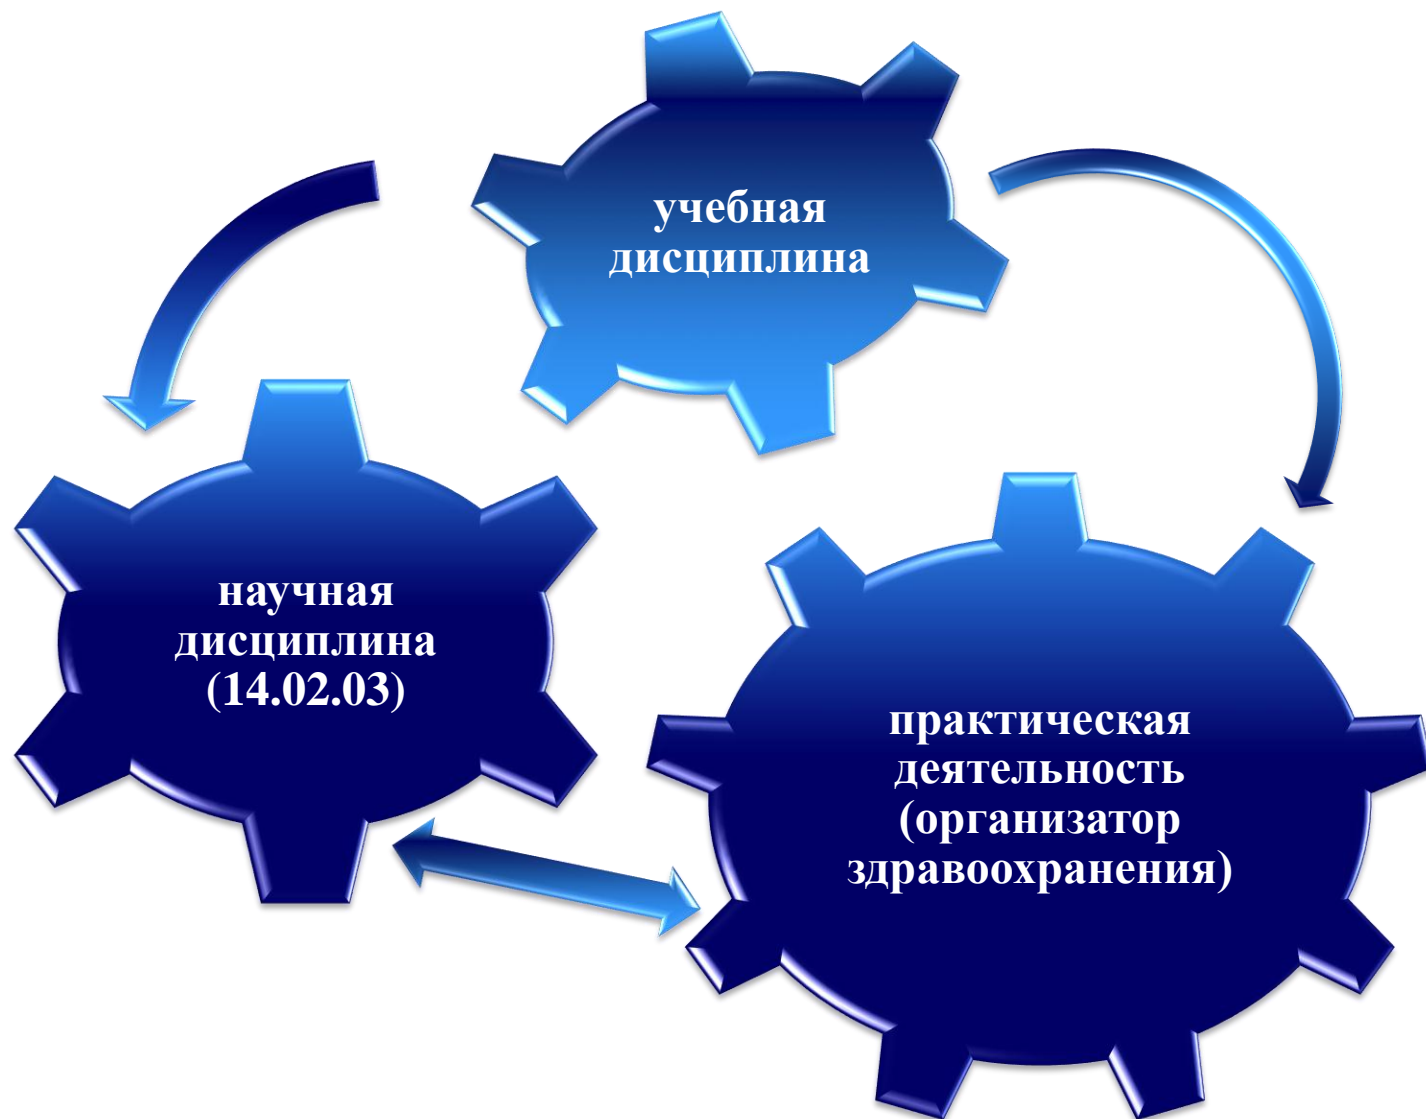 учебная
дисциплина
научная
дисциплина
(14.02.03)
практическая
деятельность
(организатор
здравоохранения)